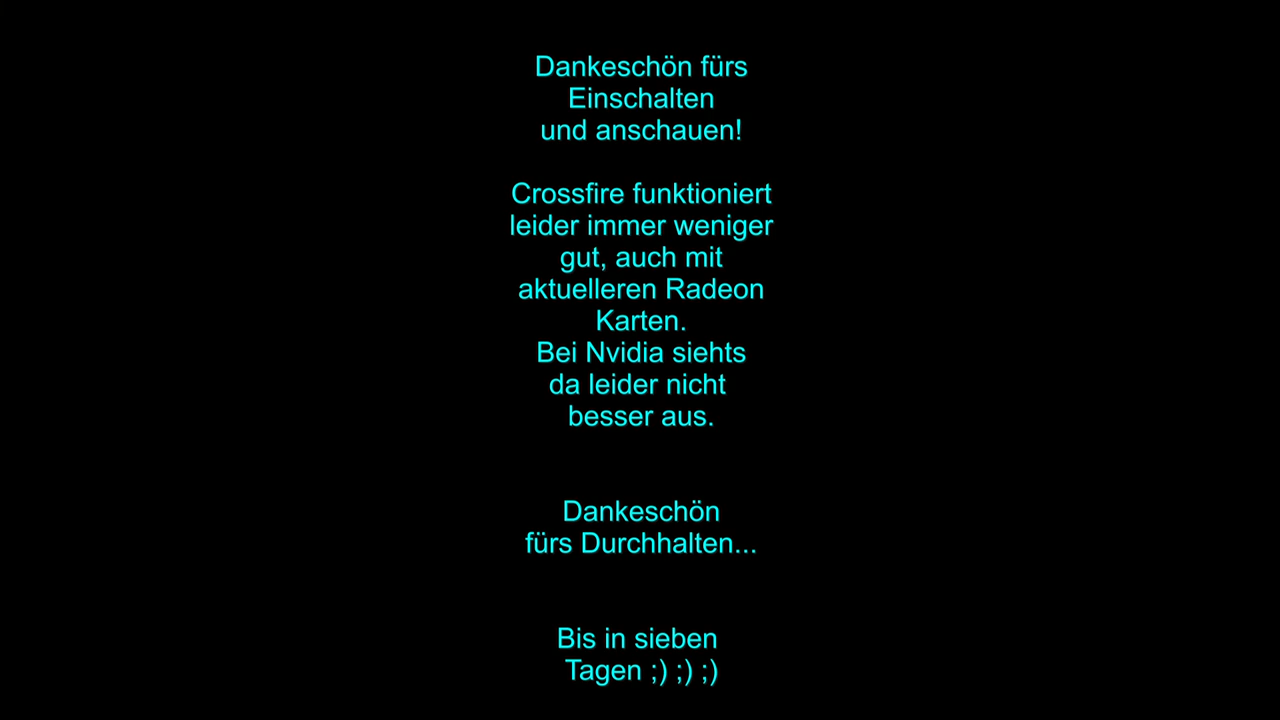 Dankeschön fürs
Einschalten
und anschauen!
Crossfire funktioniert
leider immer weniger
gut, auch mit
aktuelleren Radeon
Karten.
Bei Nvidia siehts
da leider nicht
besser aus.
Dankeschön
fürs Durchhalten...
Bis in sieben
Tagen ;) ;) ;)